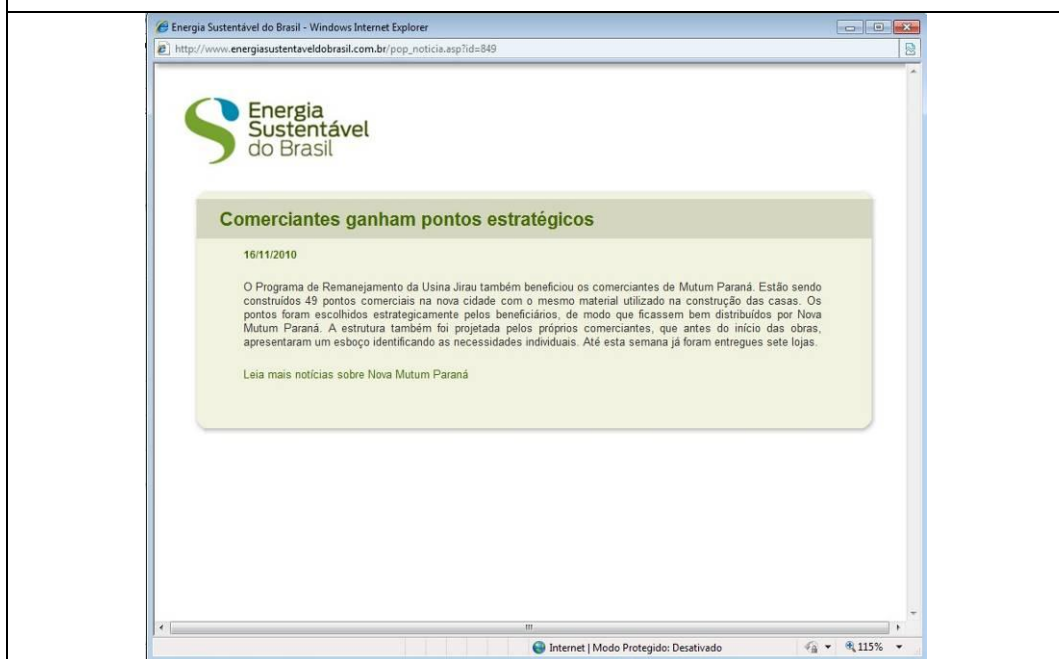 Energia Sustentável do Brasil - Windows Internet Explorer
http://www.energiasustentaveldobrasil.com.br/pop_noticia.asp?id=849
Energia
Sustentável
do Brasil
Comerciantes ganham pontos estratégicos
16/11/2010
O Programa de Remanejamento da Usina Jirau também beneficiou os comerciantes de Mutum Paraná. Estão sendo
construídos 49 pontos comerciais na nova cidade com o mesmo material utilizado na construção das casas. Os
pontos foram escolhidos estrategicamente pelos beneficiários, de modo que ficassem bem distribuídos por Nova
Mutum Paraná. A estrutura também foi projetada pelos próprios comerciantes, que antes do início das obras,
apresentaram um esboço identificando as necessidades individuais. Até esta semana já foram entregues sete lojas.
Leia mais notícias sobre Nova Mutum Paraná
Internet | Modo Protegido: Desativado
115%